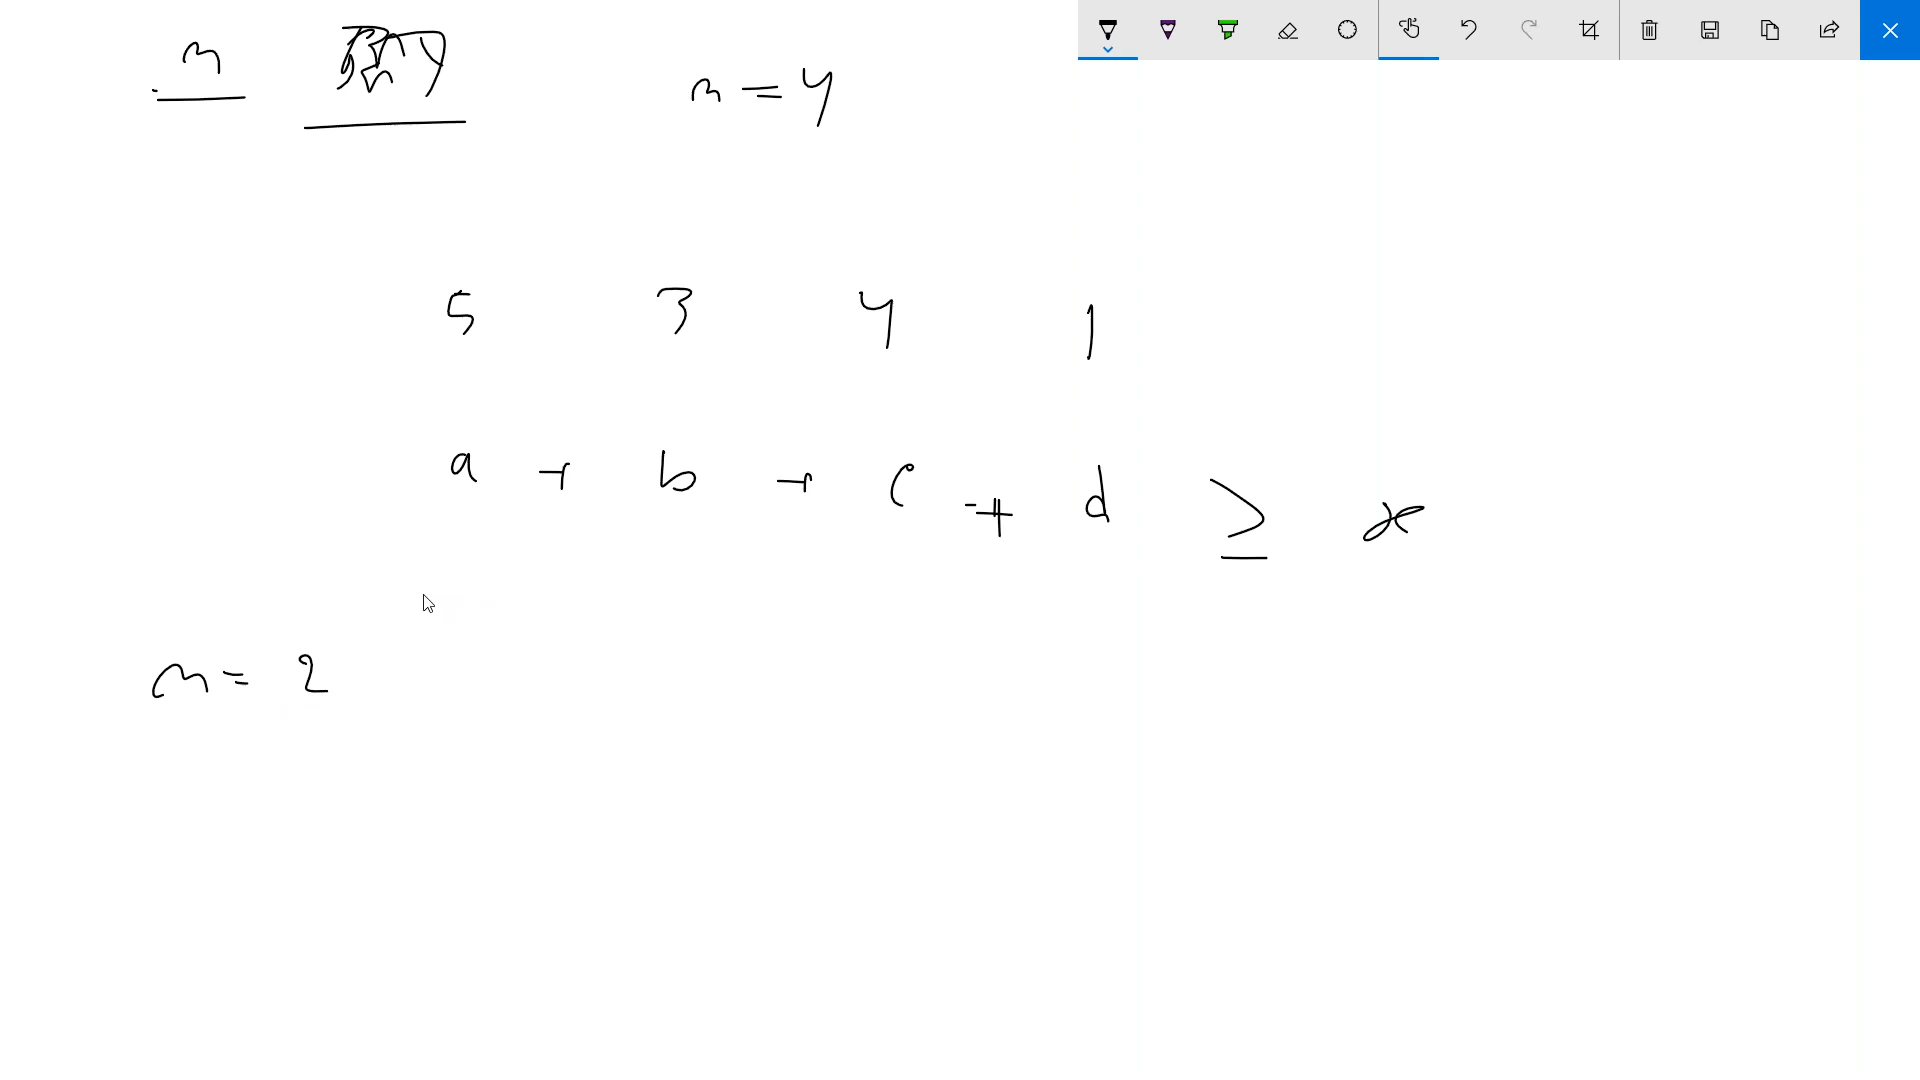 n
n = 4
5 3 4 1
a + b + c + d ≥ x
m = 2